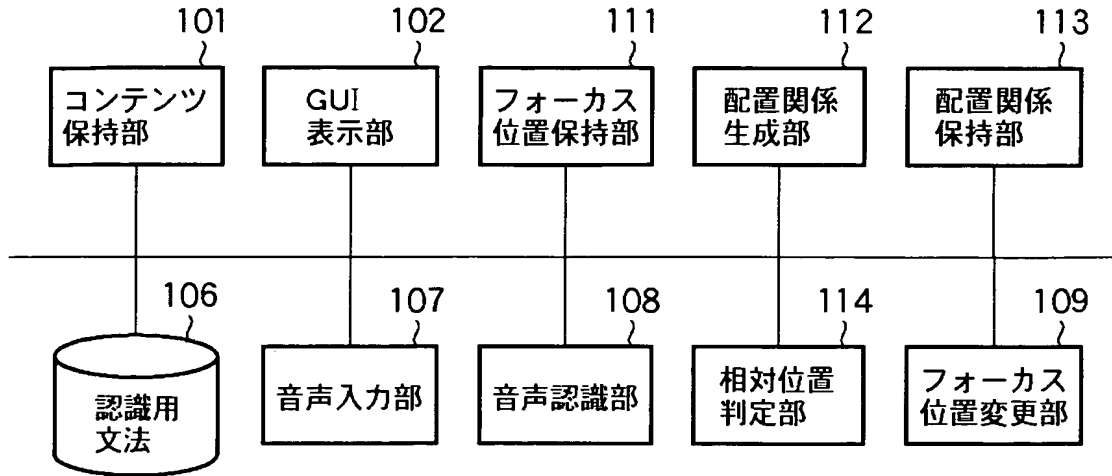 101
102
111
112
113
コンテンツ
保持部
GUI
表示部
フォーカス
位置保持部
配置関係
生成部
配置関係
保持部
106
107
108
114
109
認識用
文法
音声入力部
音声認識部
相対位置
判定部
フォーカス
位置変更部